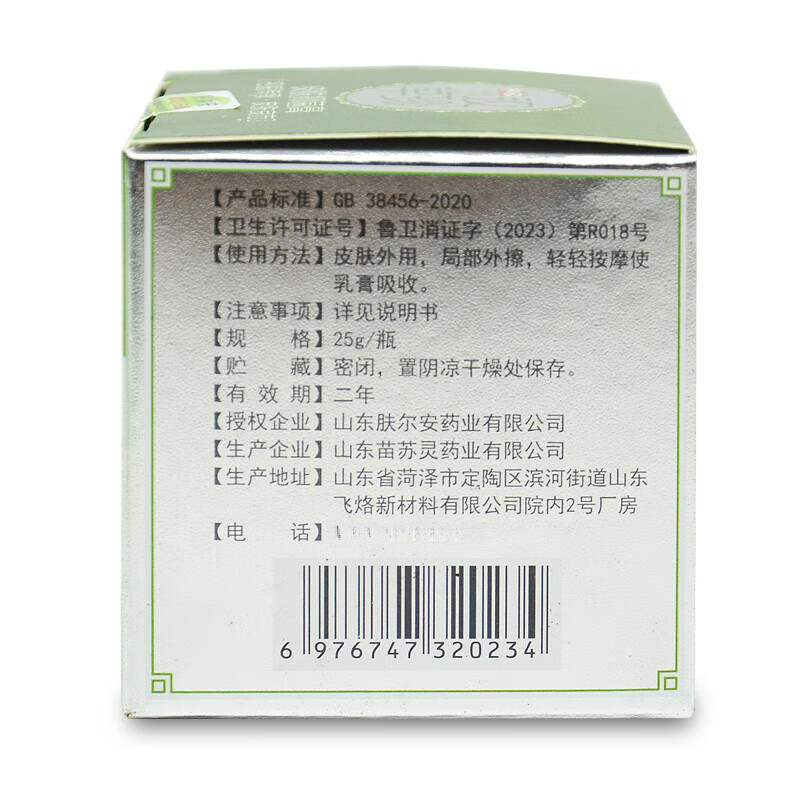 【产品标准】GB 38456-2020
【卫生许可证号】鲁卫消证字（2023）第R018号
【使用方法】皮肤外用，局部外擦，轻轻按摩使
乳膏吸收。
【注意事项】详见说明书
【规 格】25g/瓶
【贮 藏】密闭，置阴凉干燥处保存。
【有 效 期】二年
【授权企业】山东肤尔安药业有限公司
【生产企业】山东苗苏灵药业有限公司
【生产地址】山东省菏泽市定陶区滨河街道山东
飞烙新材料有限公司院内2号厂房
【电 话】
6 976747 320234